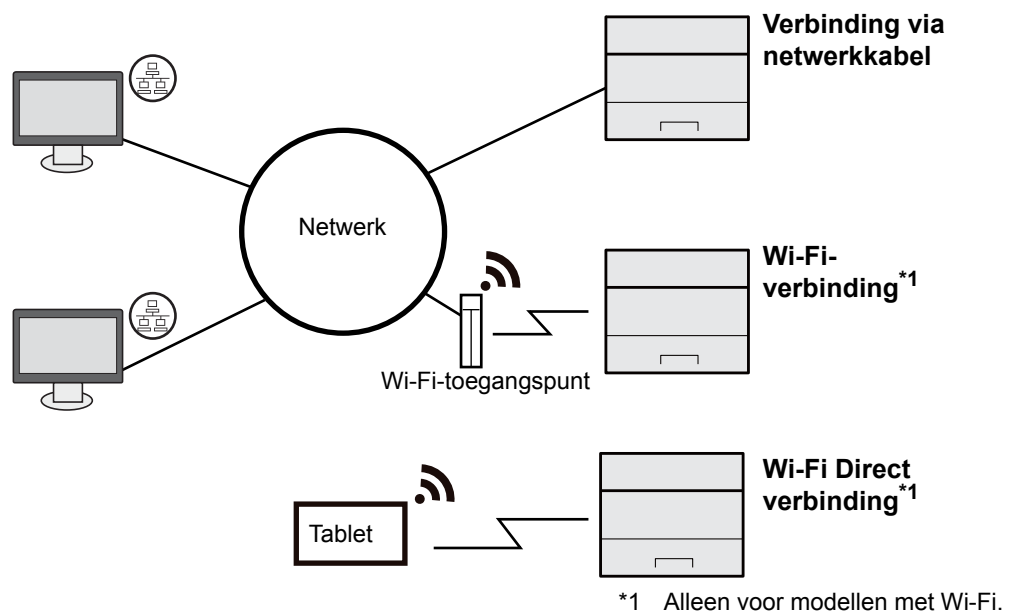 Verbinding via
netwerkkabel
Netwerk
Wi-Fi-
verbinding*1
Wi-Fi-toegangspunt
Wi-Fi Direct
verbinding*1
Tablet
*1 Alleen voor modellen met Wi-Fi.